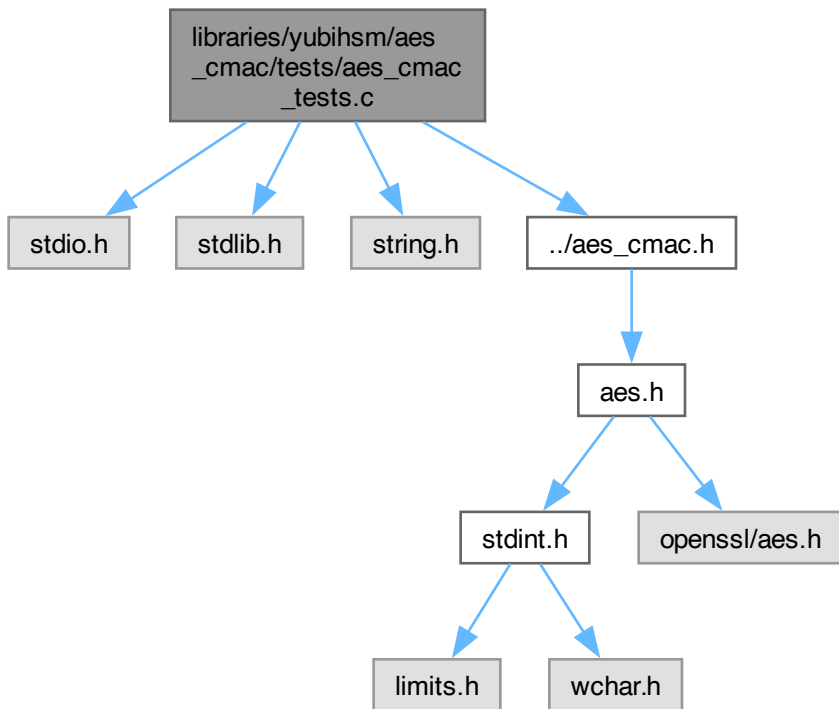 libraries/yubihsm/aes
_cmac/tests/aes_cmac
_tests.c
stdio.h
stdlib.h
string.h
../aes_cmac.h
aes.h
stdint.h
openssl/aes.h
limits.h
wchar.h